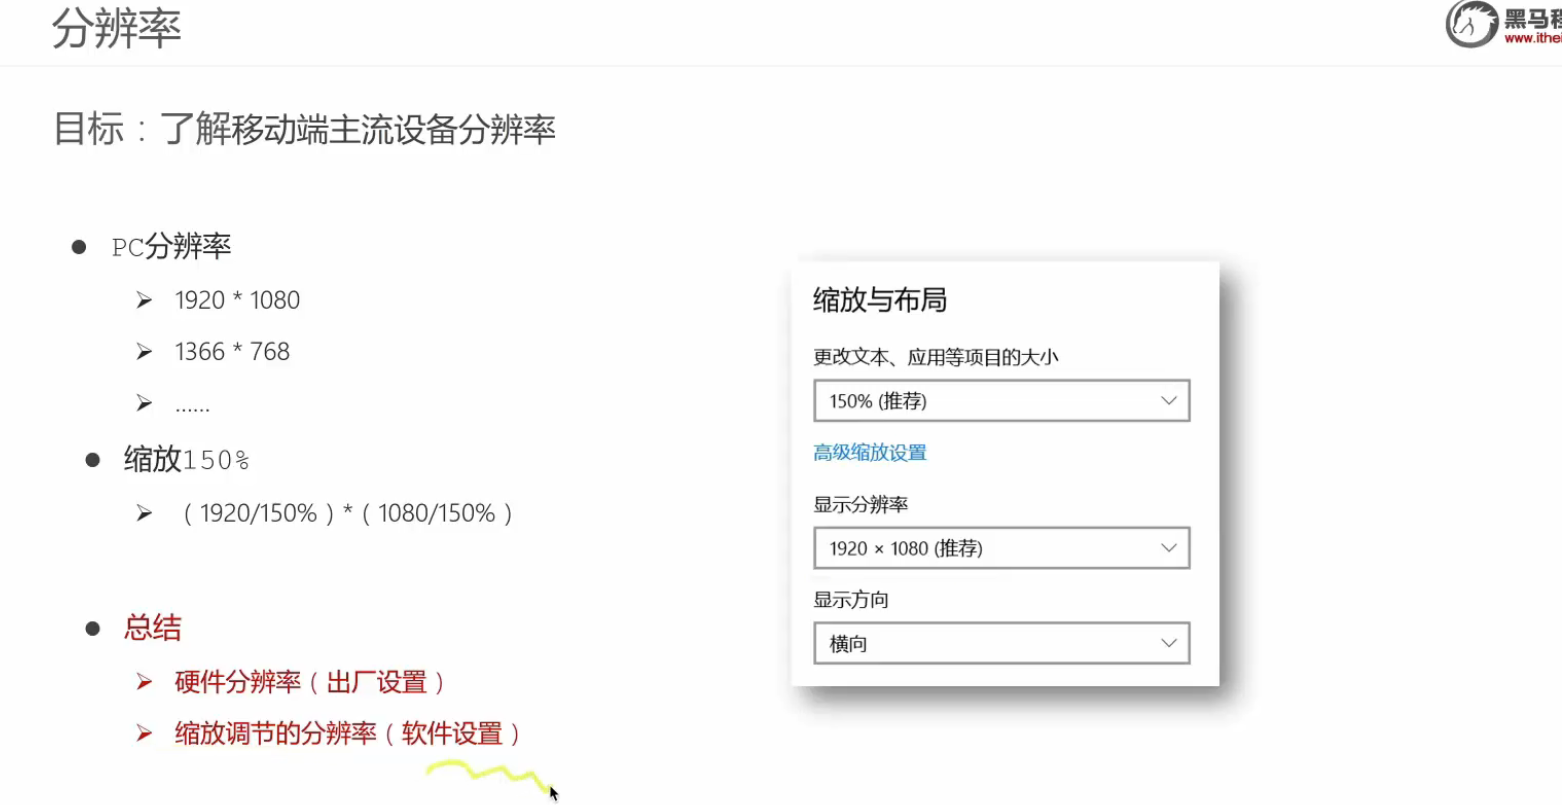 分辨率
黑马程
www.ithei
目标：了解移动端主流设备分辨率
PC分辨率
1920 * 1080
1366 * 768
......
缩放150%
（1920/150%）*（1080/150%）
总结
硬件分辨率（出厂设置）
缩放调节的分辨率（软件设置）
缩放与布局
更改文本、应用等项目的大小
150% (推荐)
高级缩放设置
显示分辨率
1920 × 1080 (推荐)
显示方向
横向